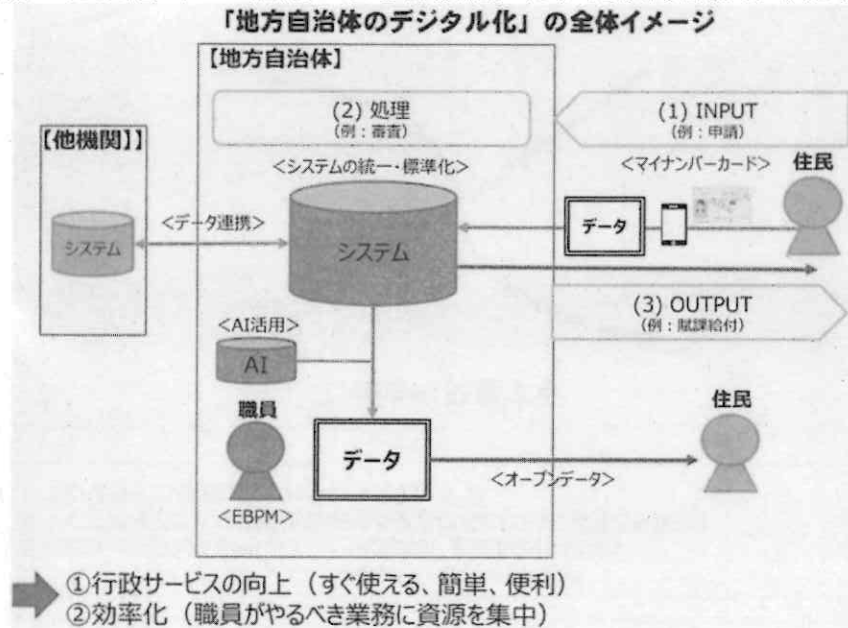 「地方自治体のデジタル化」の全体イメージ
【地方自治体】
(2) 処理
(例：審査)
(1) INPUT
(例：申請)
【他機関】】
<システムの統一・標準化>
<マイナンバーカード>
住民
<データ連携>
データ
システム
システム
(3) OUTPUT
(例：賦課給付)
<AI活用>
AI
職員
住民
データ
<オープンデータ>
<EBPM>
①行政サービスの向上（すぐ使える、簡単、便利）
②効率化（職員がやるべき業務に資源を集中）